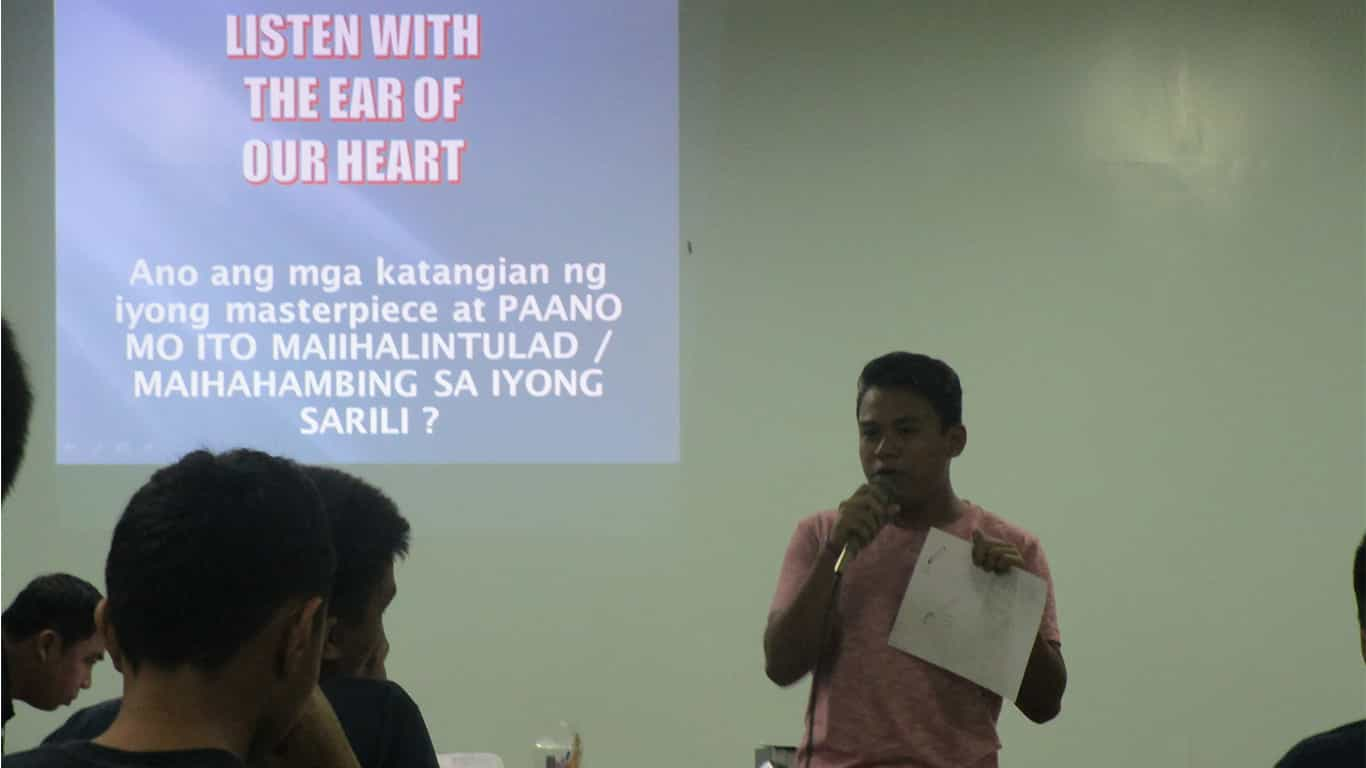 LISTEN WITH
THE EAR OF
OUR HEART
Ano ang mga katangian ng
iyong masterpiece at PAANO
MO ITO MAIIHALINTULAD /
MAIHAHAMBING SA IYONG
SARILI ?